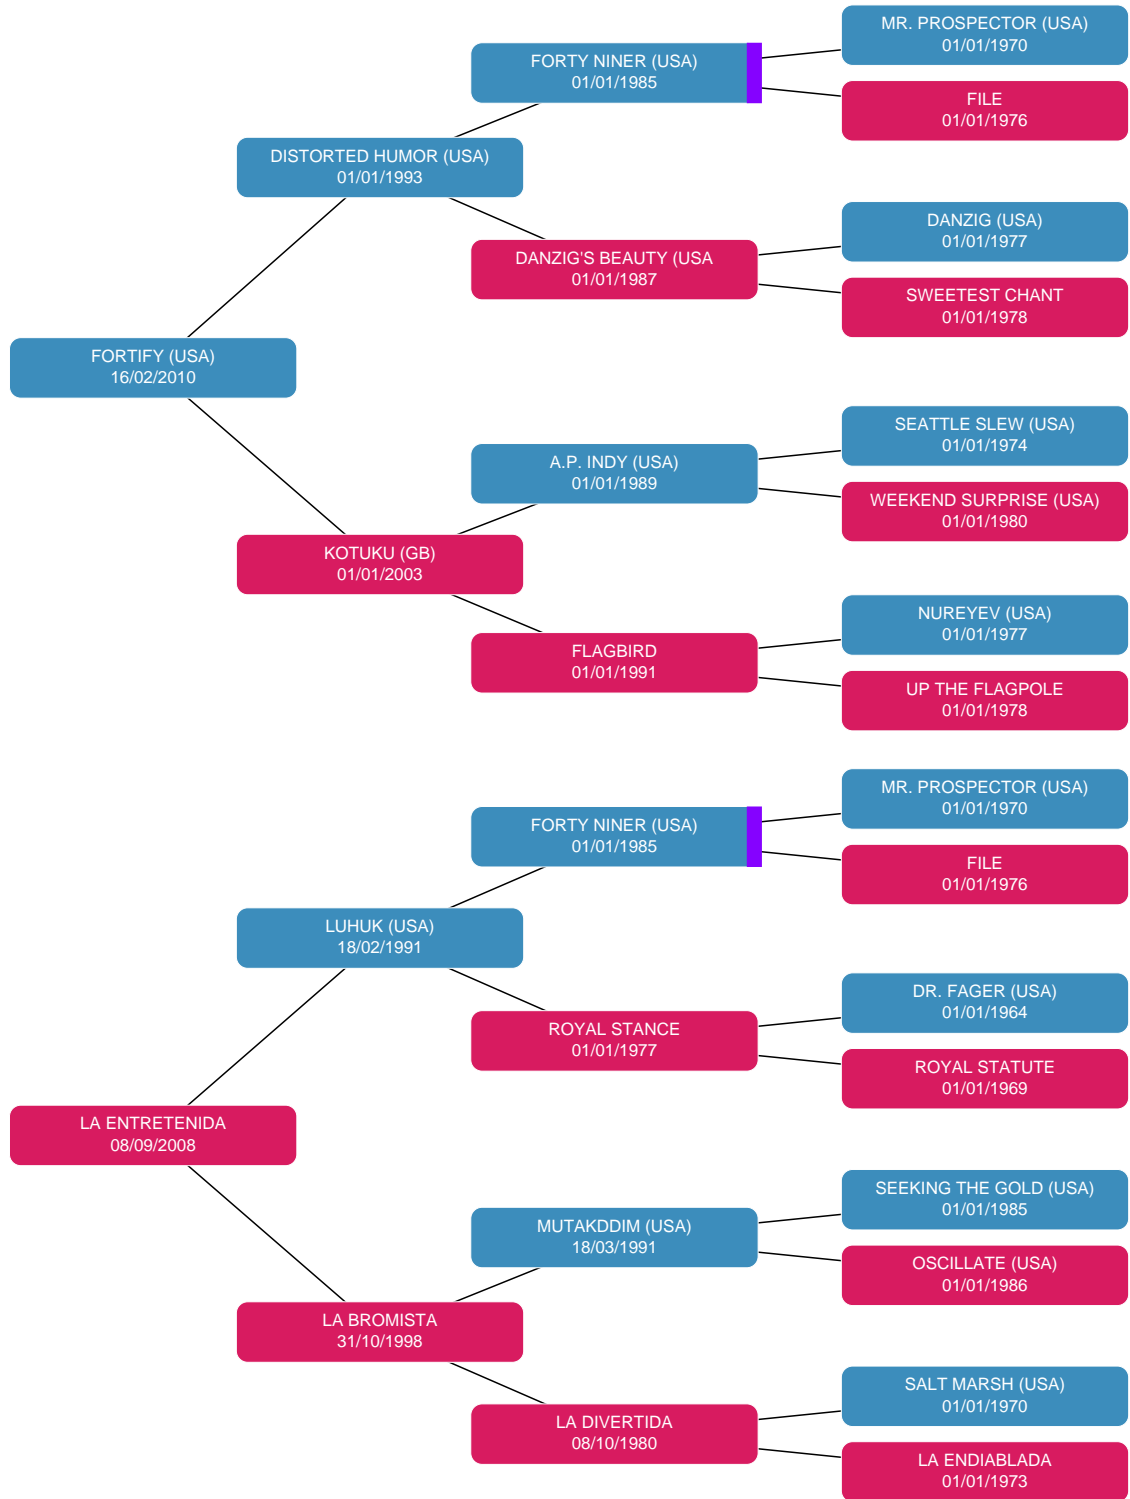 MR. PROSPECTOR (USA)
01/01/1970
FORTY NINER (USA)
01/01/1985
FILE
01/01/1976
DISTORTED HUMOR (USA)
01/01/1993
DANZIG (USA)
01/01/1977
DANZIG'S BEAUTY (USA
01/01/1987
SWEETEST CHANT
01/01/1978
FORTIFY (USA)
16/02/2010
SEATTLE SLEW (USA)
01/01/1974
A.P. INDY (USA)
01/01/1989
WEEKEND SURPRISE (USA)
01/01/1980
KOTUKU (GB)
01/01/2003
NUREYEV (USA)
01/01/1977
FLAGBIRD
01/01/1991
UP THE FLAGPOLE
01/01/1978
MR. PROSPECTOR (USA)
01/01/1970
FORTY NINER (USA)
01/01/1985
FILE
01/01/1976
LUHUK (USA)
18/02/1991
DR. FAGER (USA)
01/01/1964
ROYAL STANCE
01/01/1977
ROYAL STATUTE
01/01/1969
LA ENTRETENIDA
08/09/2008
SEEKING THE GOLD (USA)
01/01/1985
MUTAKDDIM (USA)
18/03/1991
OSCILLATE (USA)
01/01/1986
LA BROMISTA
31/10/1998
SALT MARSH (USA)
01/01/1970
LA DIVERTIDA
08/10/1980
LA ENDIABLADA
01/01/1973